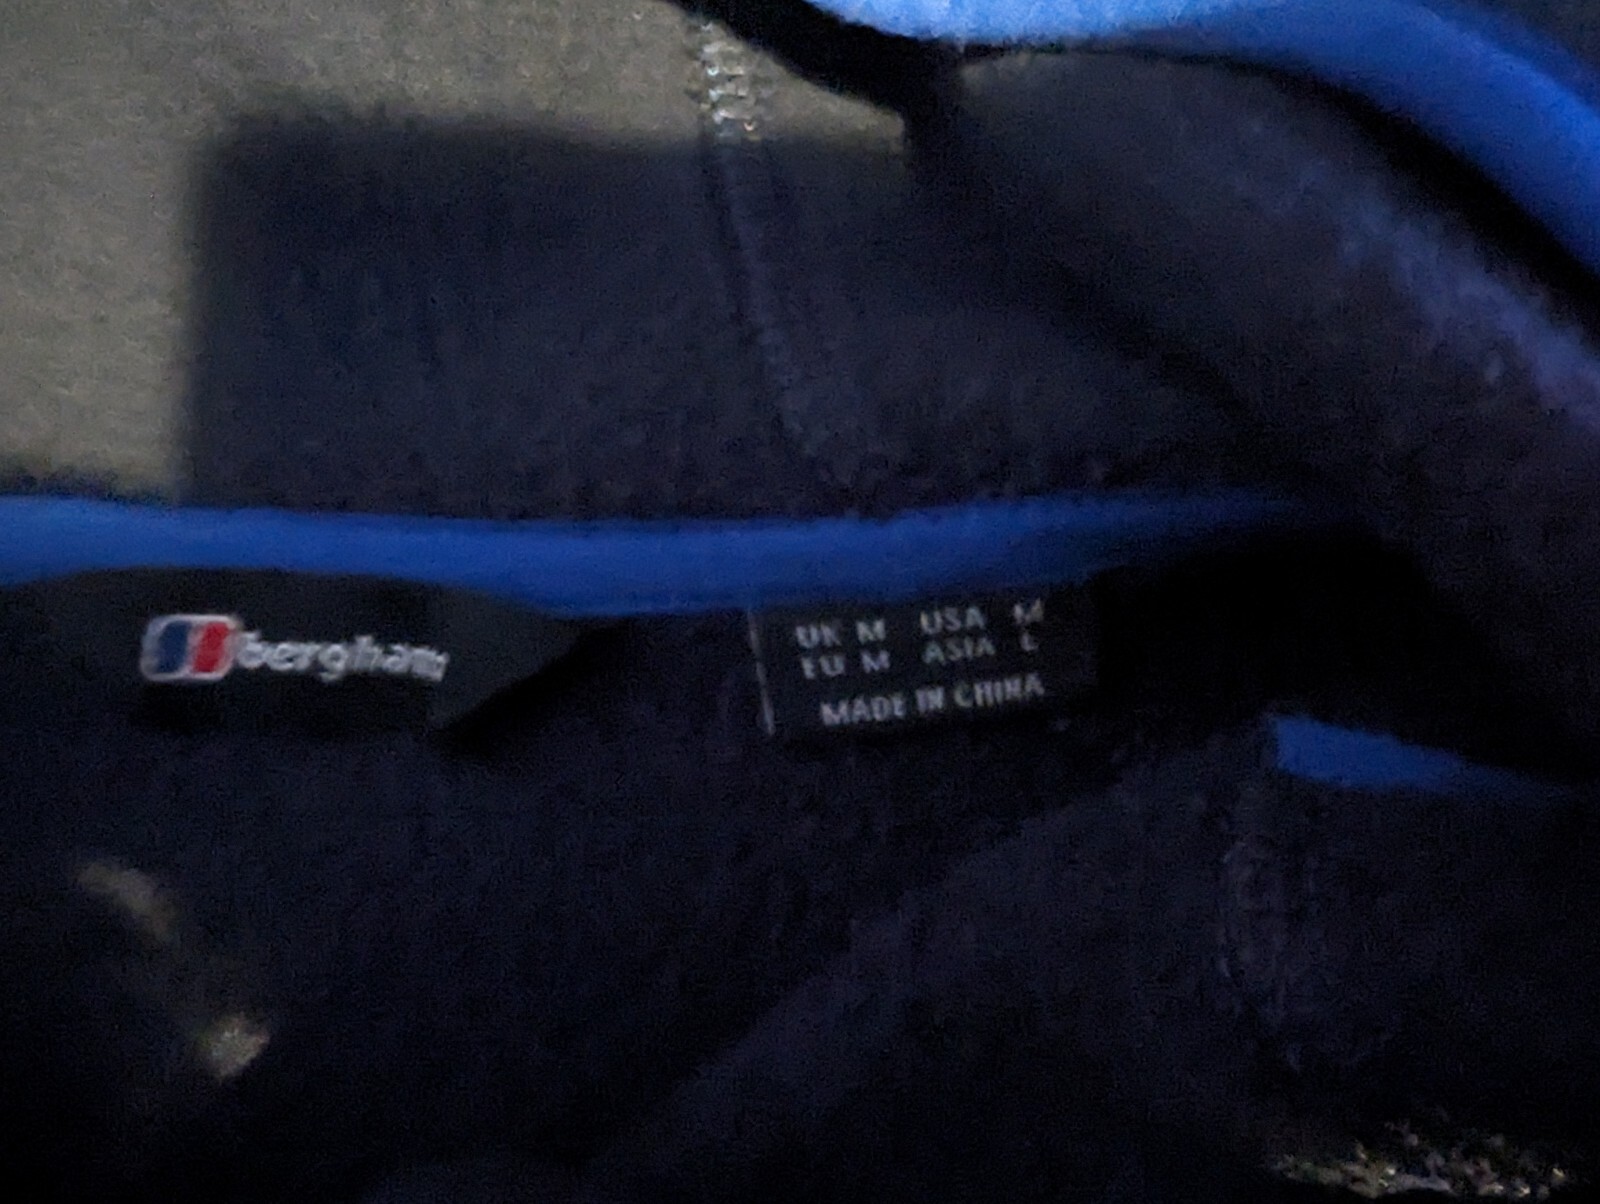 berghaus
UK M USA M
EU M ASIA L
MADE IN CHINA